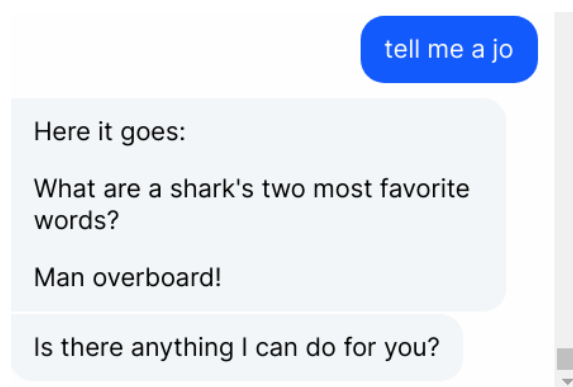 tell me a jo
Here it goes:
What are a shark's two most favorite
words?
Man overboard!
Is there anything I can do for you?